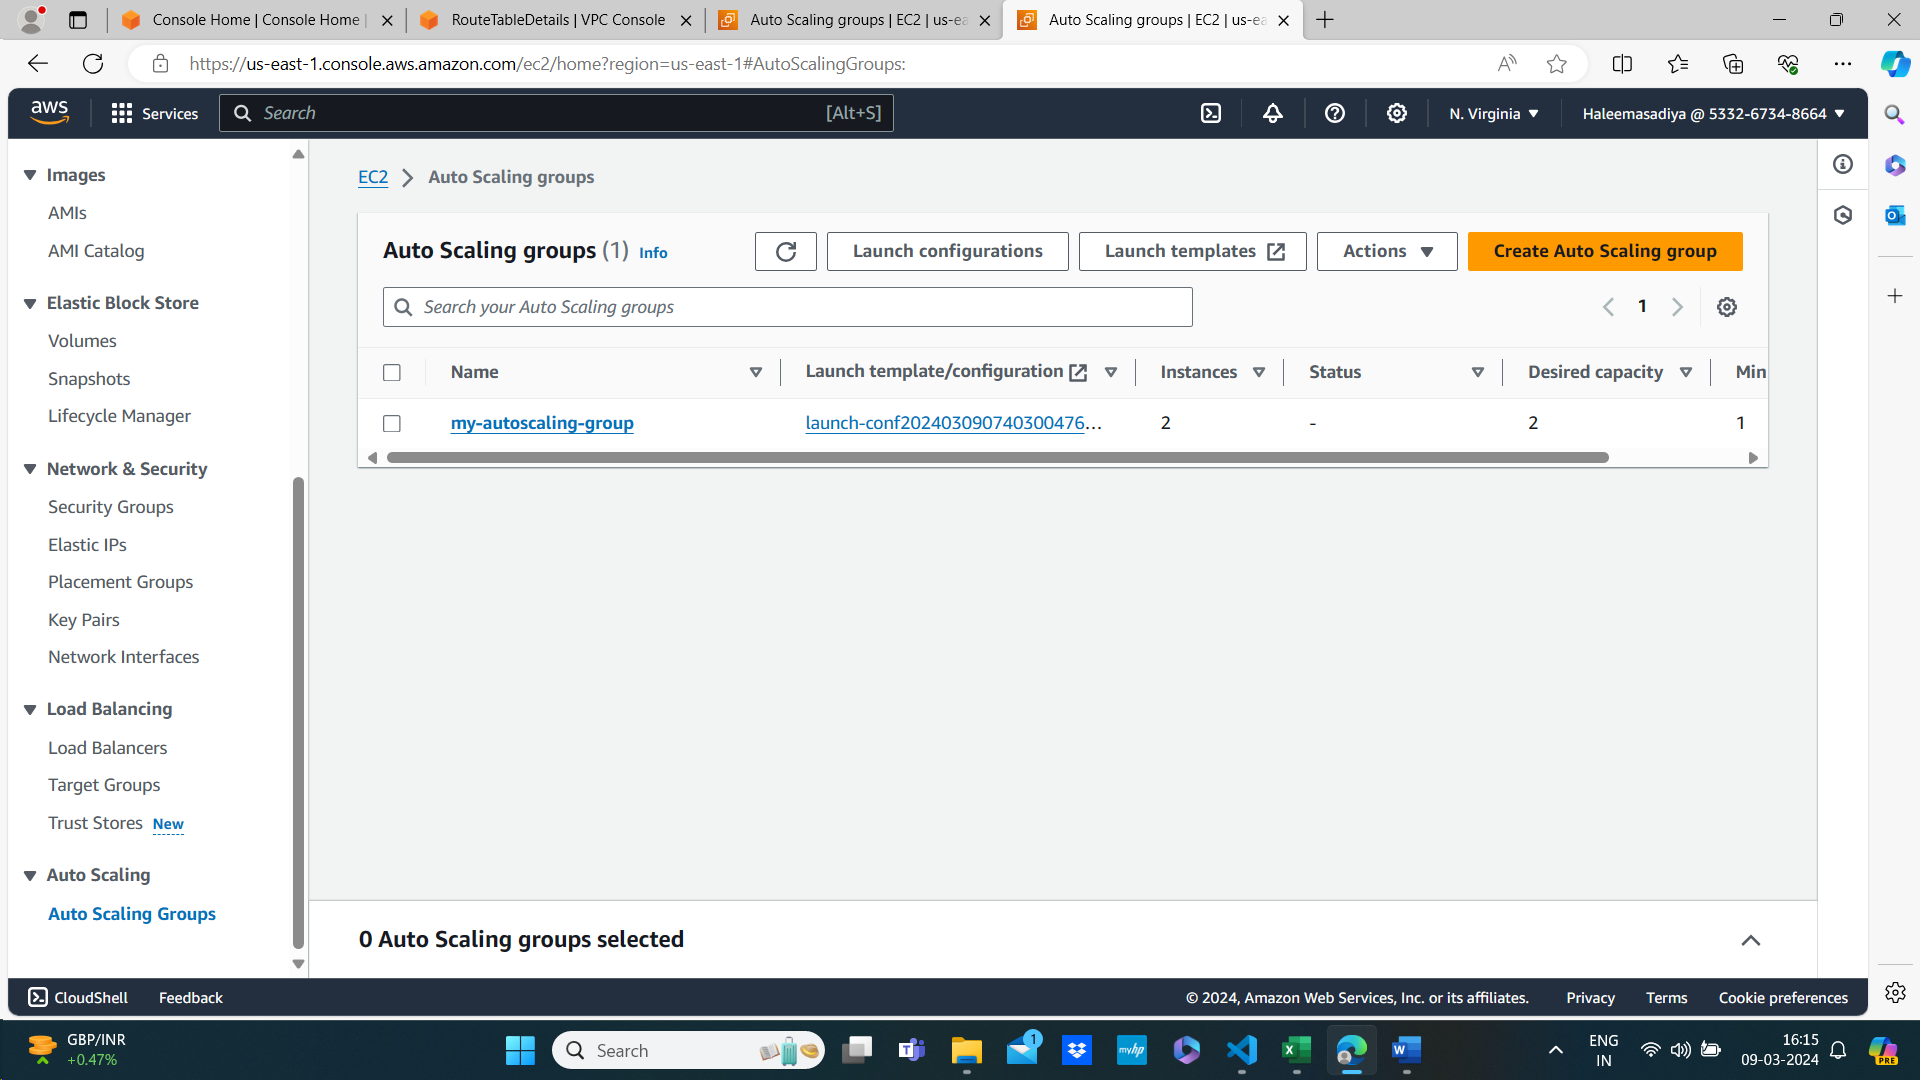 Console Home | Console Home |
RouteTableDetails | VPC Console
Auto Scaling groups | EC2 | us-ea
Auto Scaling groups | EC2 | us-ea
https://us-east-1.console.aws.amazon.com/ec2/home?region=us-east-1#AutoScalingGroups:
aws
Services
Search
[Alt+S]
N. Virginia
Haleemasadiya @ 5332-6734-8664
Images
AMIs
AMI Catalog
Elastic Block Store
Volumes
Snapshots
Lifecycle Manager
Network & Security
Security Groups
Elastic IPs
Placement Groups
Key Pairs
Network Interfaces
Load Balancing
Load Balancers
Target Groups
Trust Stores New
Auto Scaling
Auto Scaling Groups
EC2 > Auto Scaling groups
Auto Scaling groups (1) Info
Launch configurations
Launch templates
Actions
Create Auto Scaling group
Search your Auto Scaling groups
1
Name
Launch template/configuration
Instances
Status
Desired capacity
Min
my-autoscaling-group
launch-conf202403090740300476...
2
-
2
1
0 Auto Scaling groups selected
CloudShell
Feedback
© 2024, Amazon Web Services, Inc. or its affiliates.
Privacy
Terms
Cookie preferences
GBP/INR
+0.47%
Search
1
myhp
ENG
IN
16:15
09-03-2024
PRE